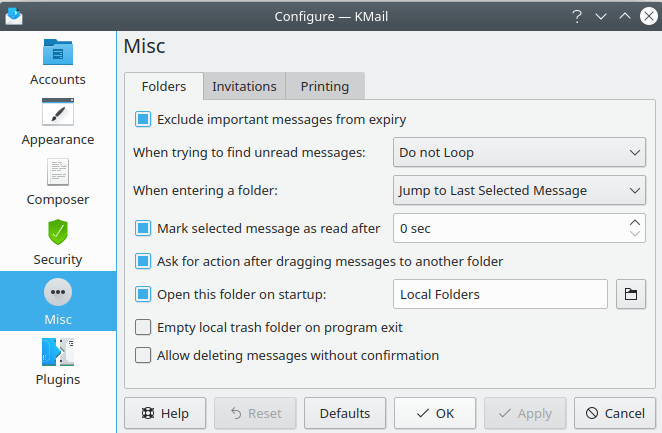 Configure — KMail
Misc
Accounts
Appearance
Composer
Security
Misc
Plugins
Folders Invitations Printing
Exclude important messages from expiry
When trying to find unread messages: Do not Loop
When entering a folder: Jump to Last Selected Message
Mark selected message as read after 0 sec
Ask for action after dragging messages to another folder
Open this folder on startup: Local Folders
Empty local trash folder on program exit
Allow deleting messages without confirmation
Help Reset Defaults OK Apply Cancel